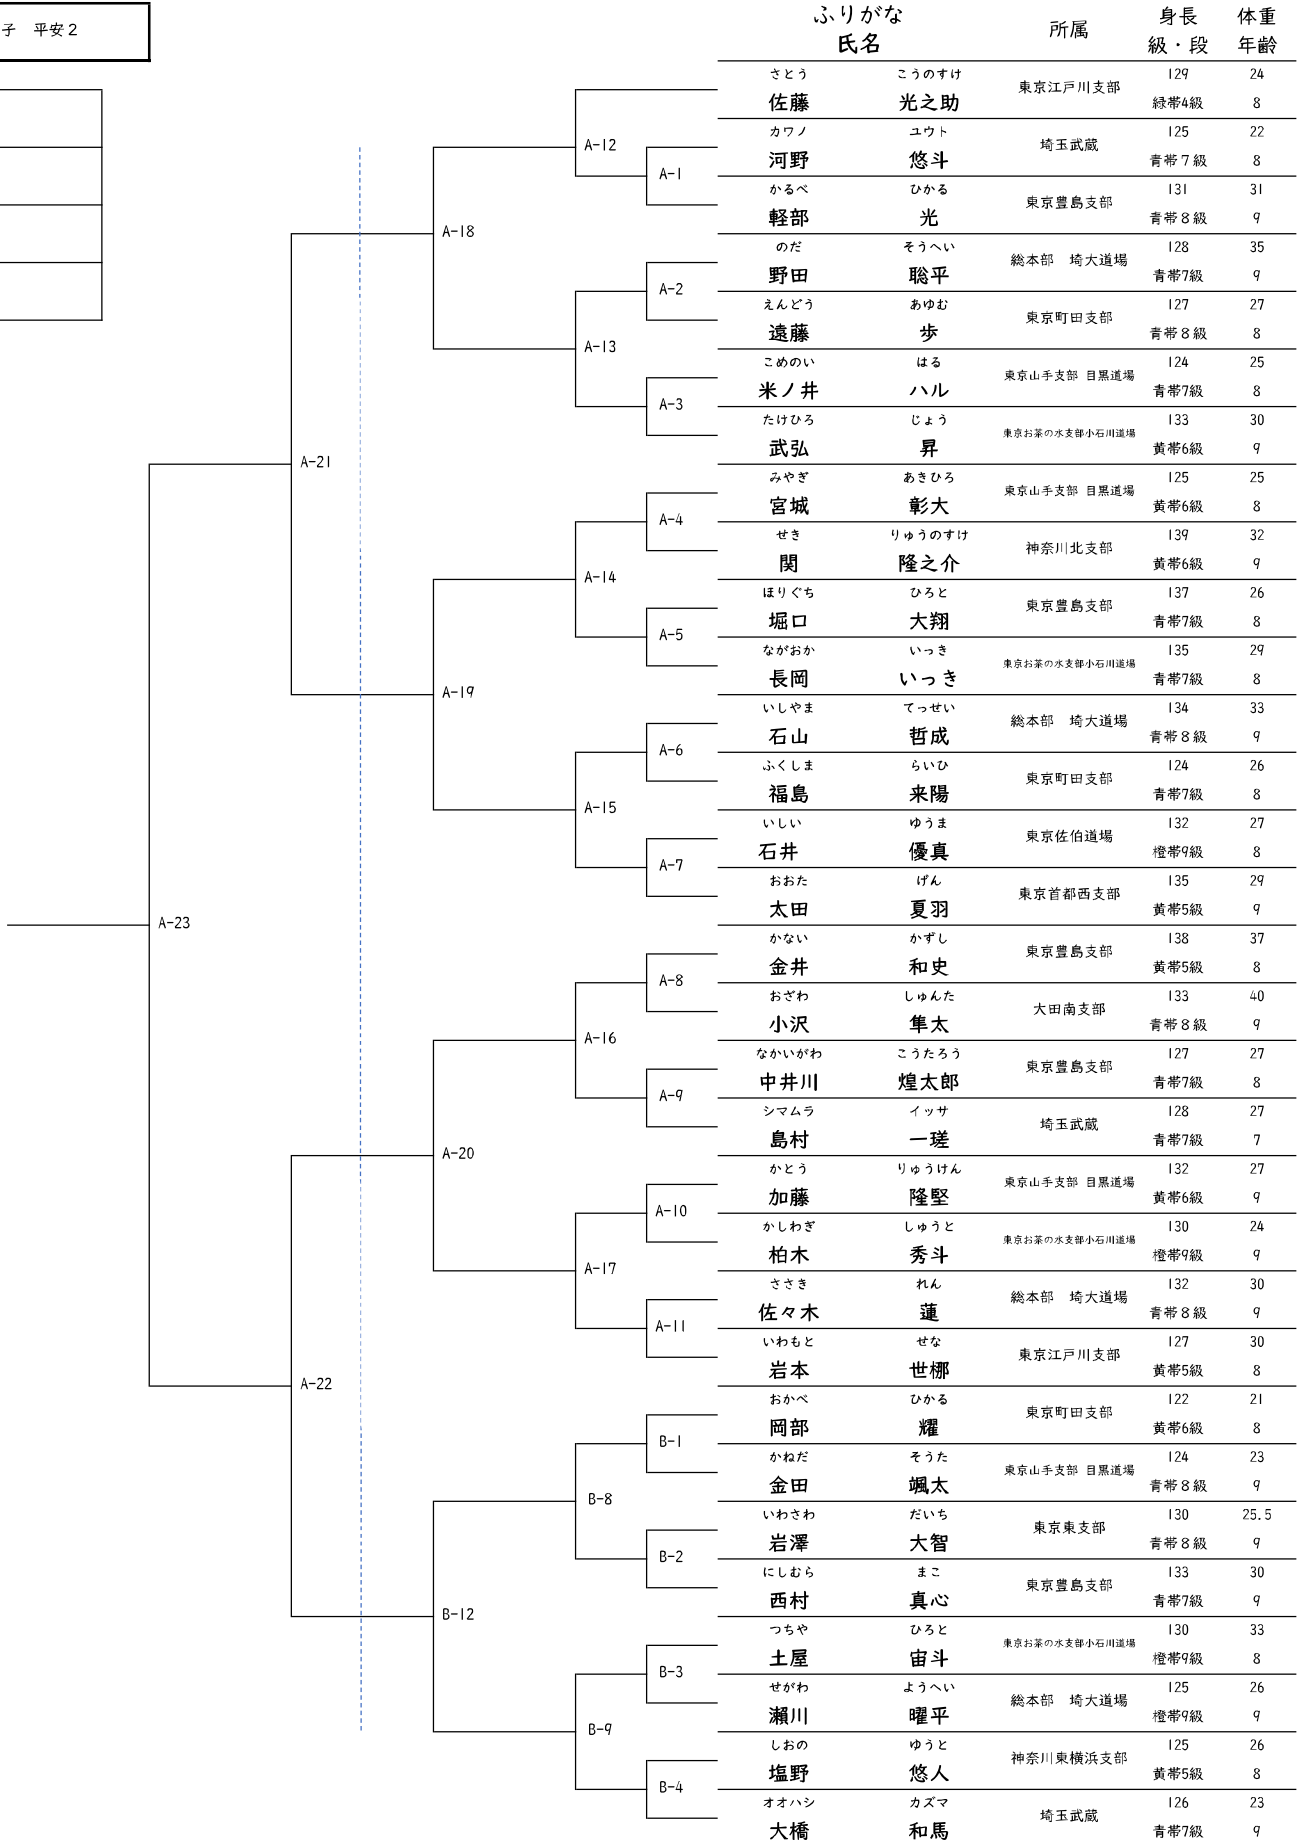 子　平安２
ふりがな 所属 身長 体重
氏名 級・段 年齢
さとう こうのすけ 東京江戸川支部 129 24
佐藤 光之助 緑帯4級 8
カワノ ユウト 埼玉武蔵 125 22
河野 悠斗 青帯７級 8
かるべ ひかる 東京豊島支部 131 31
軽部 光 青帯８級 9
のだ そうへい 総本部　埼大道場 128 35
野田 聡平 青帯7級 9
えんどう あゆむ 東京町田支部 127 27
遠藤 歩 青帯８級 8
こめのい はる 東京山手支部 目黒道場 124 25
米ノ井 ハル 青帯7級 8
たけひろ じょう 東京お茶の水支部小石川道場 133 30
武弘 昇 黄帯6級 9
みやぎ あきひろ 東京山手支部 目黒道場 125 25
宮城 彰大 黄帯6級 8
せき りゅうのすけ 神奈川北支部 139 32
関 隆之介 黄帯6級 9
ほりぐち ひろと 東京豊島支部 137 26
堀口 大翔 青帯7級 8
ながおか いっき 東京お茶の水支部小石川道場 135 29
長岡 いっき 青帯7級 8
いしやま てっせい 総本部　埼大道場 134 33
石山 哲成 青帯８級 9
ふくしま らいひ 東京町田支部 124 26
福島 来陽 青帯7級 8
いしい ゆうま 東京佐伯道場 132 27
石井 優真 橙帯9級 8
おおた げん 東京首都西支部 135 29
太田 夏羽 黄帯5級 9
かない かずし 東京豊島支部 138 37
金井 和史 黄帯5級 8
おざわ しゅんた 大田南支部 133 40
小沢 隼太 青帯８級 9
なかいがわ こうたろう 東京豊島支部 127 27
中井川 煌太郎 青帯7級 8
シマムラ イッサ 埼玉武蔵 128 27
島村 一瑳 青帯7級 7
かとう りゅうけん 東京山手支部 目黒道場 132 27
加藤 隆堅 黄帯6級 9
かしわぎ しゅうと 東京お茶の水支部小石川道場 130 24
柏木 秀斗 橙帯9級 9
ささき れん 総本部　埼大道場 132 30
佐々木 蓮 青帯８級 9
いわもと せな 東京江戸川支部 127 30
岩本 世梛 黄帯5級 8
おかべ ひかる 東京町田支部 122 21
岡部 耀 黄帯6級 8
かねだ そうた 東京山手支部 目黒道場 124 23
金田 颯太 青帯８級 9
いわさわ だいち 東京東支部 130 25.5
岩澤 大智 青帯８級 9
にしむら まこ 東京豊島支部 133 30
西村 真心 青帯7級 9
つちや ひろと 東京お茶の水支部小石川道場 130 33
土屋 宙斗 橙帯9級 8
せがわ ようへい 総本部　埼大道場 125 26
瀬川 曜平 橙帯9級 9
しおの ゆうと 神奈川東横浜支部 125 26
塩野 悠人 黄帯5級 8
オオハシ カズマ 埼玉武蔵 126 23
大橋 和馬 青帯7級 9
A-12
A-1
A-18
A-2
A-13
A-3
A-21
A-4
A-14
A-5
A-19
A-6
A-15
A-7
A-23
A-8
A-16
A-9
A-20
A-10
A-17
A-11
A-22
B-1
B-8
B-2
B-12
B-3
B-9
B-4